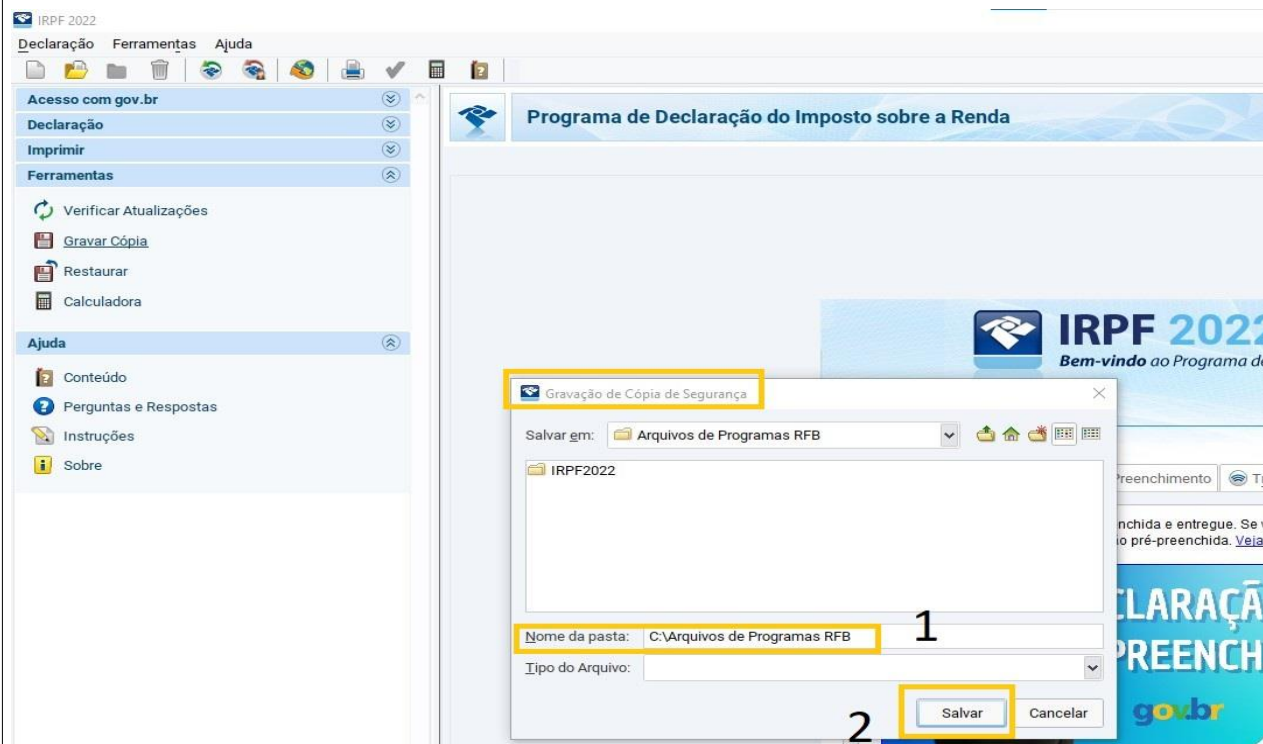 IRPF 2022
Declaração Ferramentas Ajuda
Acesso com gov.br
Declaração
Imprimir
Ferramentas
Verificar Atualizações
Gravar Cópia
Restaurar
Calculadora
Ajuda
Conteúdo
Perguntas e Respostas
Instruções
Sobre
Programa de Declaração do Imposto sobre a Renda
IRPF 2022
Bem-vindo ao Programa d
Gravação de Cópia de Segurança
Salvar em: Arquivos de Programas RFB
IRPF2022
Nome da pasta: C:\Arquivos de Programas RFB
1
Tipo do Arquivo:
2
Salvar Cancelar
Preenchimento
nchida e entregue. Se
o pré-preenchida. Veja
CLARAÇÃ
PREENCH
gov.br